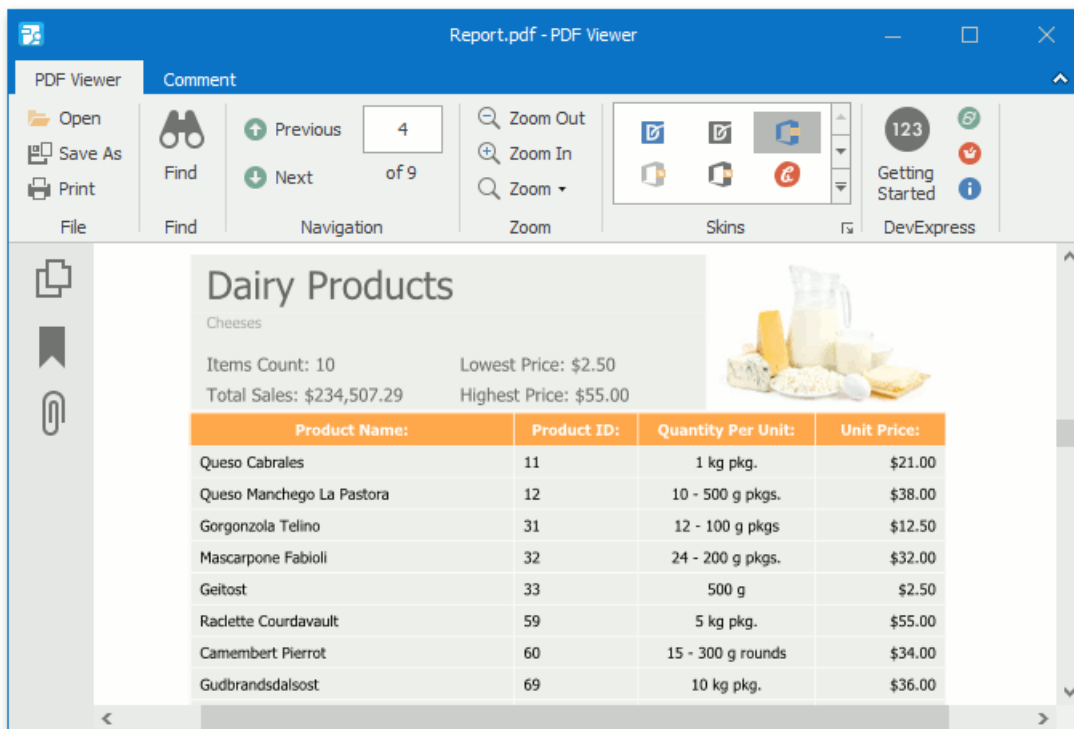 Report.pdf - PDF Viewer
PDF Viewer Comment
Open
Save As
Print
File
Find
Find
Previous 4
Next of 9
Navigation
Zoom Out
Zoom In
Zoom
Zoom
Skins
123
Getting
Started
DevExpress
Dairy Products
Cheeses
Items Count: 10 Lowest Price: $2.50
Total Sales: $234,507.29 Highest Price: $55.00
Product Name: Product ID: Quantity Per Unit: Unit Price:
Queso Cabrales 11 1 kg pkg. $21.00
Queso Manchego La Pastora 12 10 - 500 g pkgs. $38.00
Gorgonzola Telino 31 12 - 100 g pkgs $12.50
Mascarpone Fabioli 32 24 - 200 g pkgs. $32.00
Geitost 33 500 g $2.50
Raclette Courdavault 59 5 kg pkg. $55.00
Camembert Pierrot 60 15 - 300 g rounds $34.00
Gudbrandsdalsost 69 10 kg pkg. $36.00